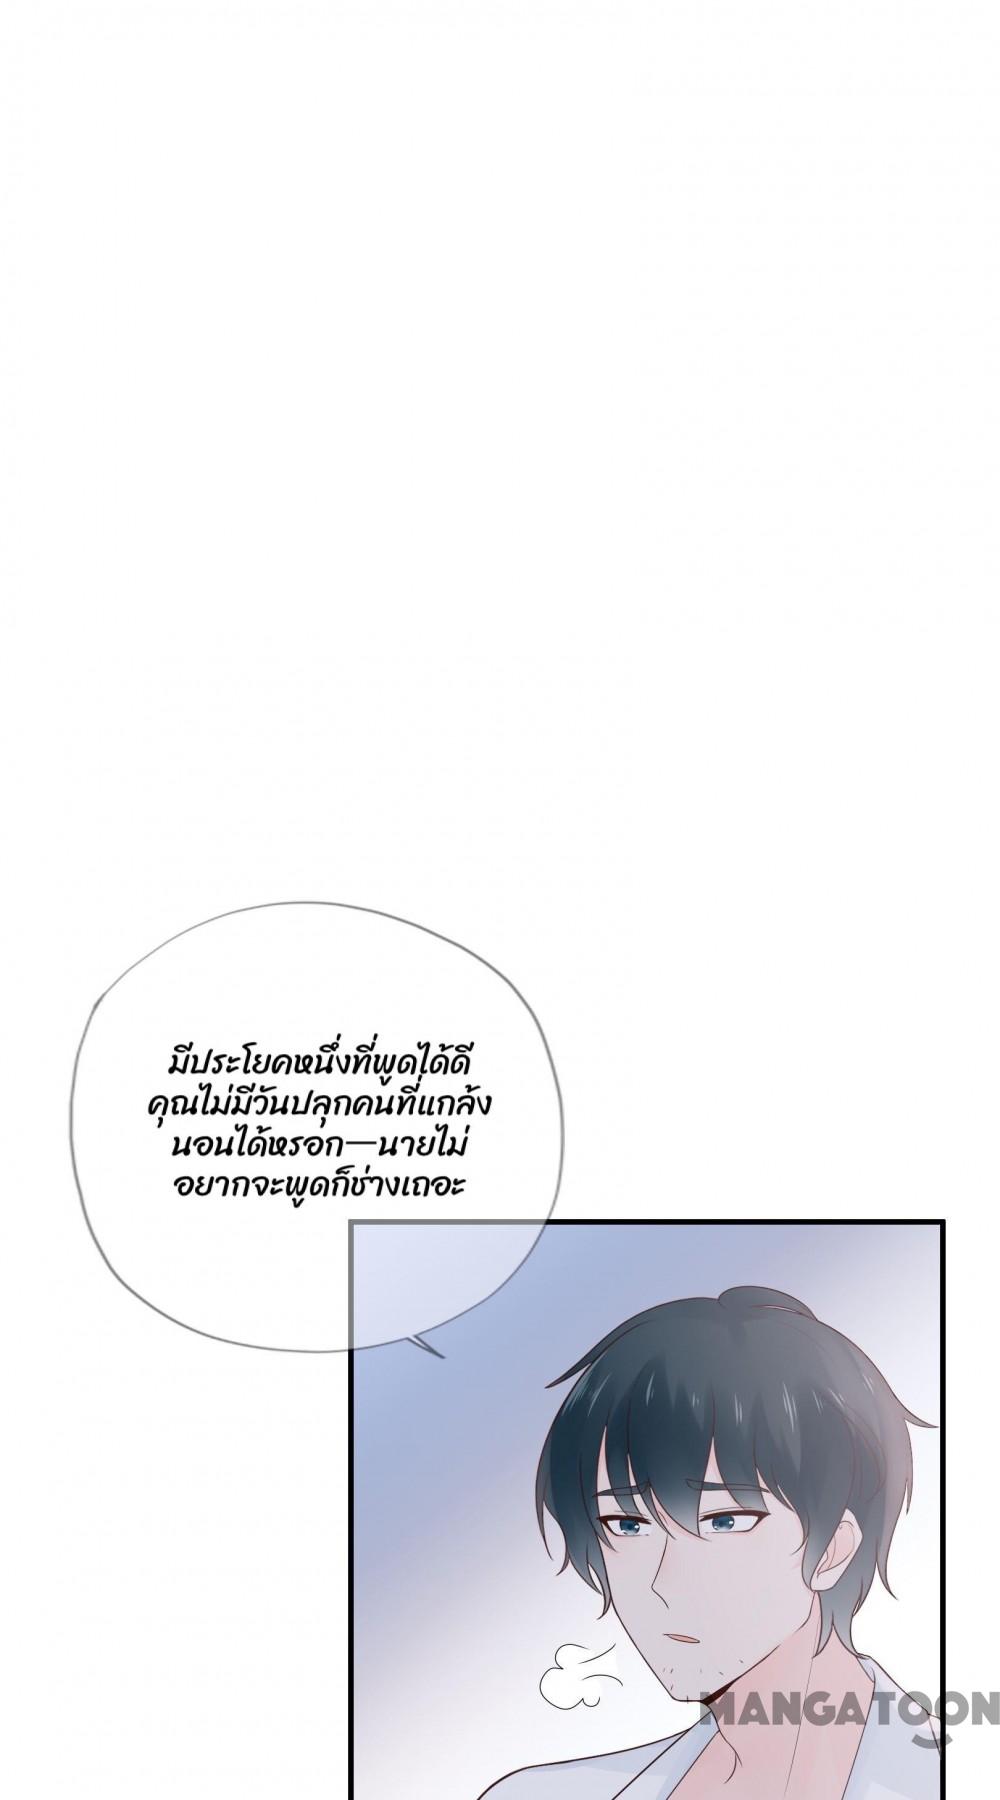 มีประโยคหนึ่งที่พูดได้ดี
คุณไม่มีวันปลุกคนที่แกล้ง
นอนได้หรอก—นายไม่
อยากจะพูดก็ช่างเถอะ
MANGATOON